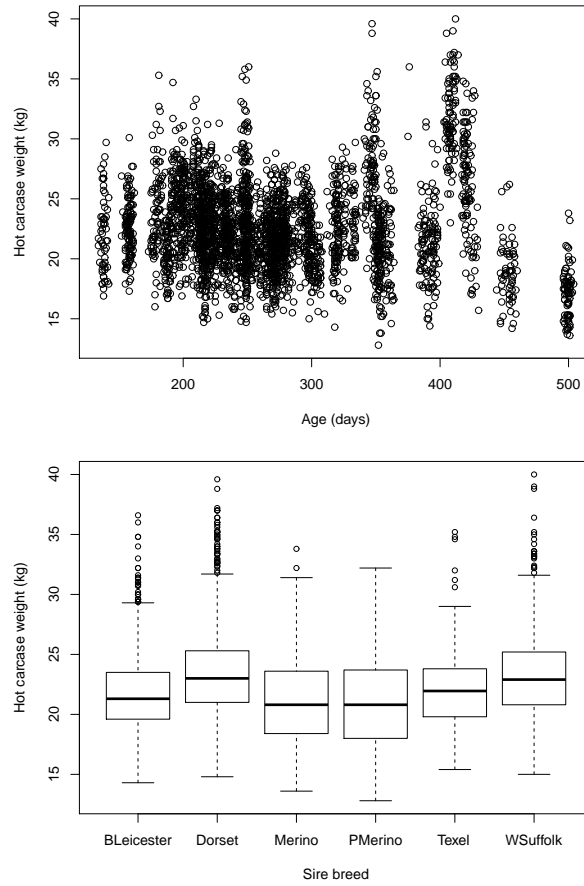 40
35
30
25
20
15
Hot carcase weight (kg)
200 300 400 500
Age (days)
40
35
30
25
20
15
Hot carcase weight (kg)
BLeicester Dorset Merino PMerino Texel WSuffolk
Sire breed